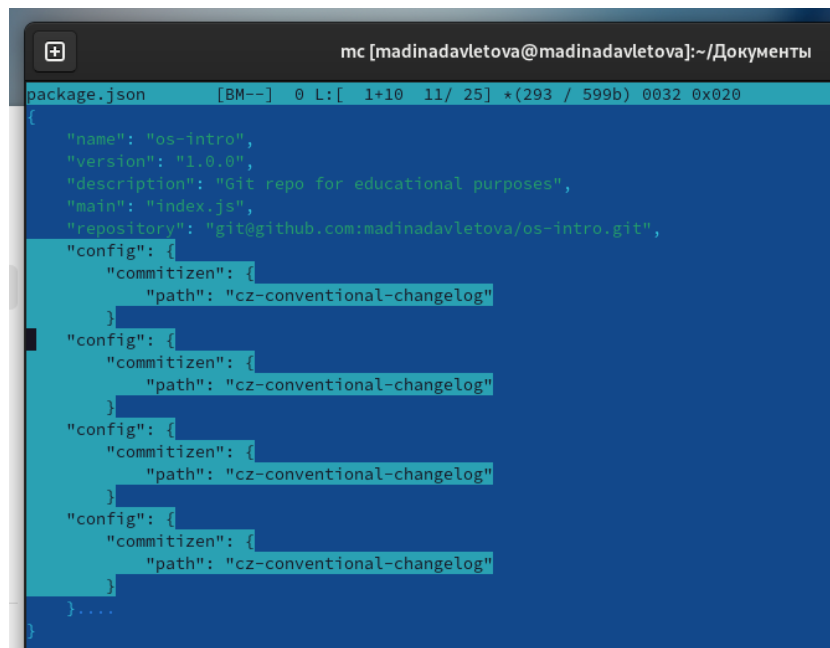 mc [madinadavletova@madinadavletova]:~/Документы
package.json       [BM--]  0 L:[  1+10  11/ 25] *(293 / 599b) 0032 0x020
{
    "name": "os-intro",
    "version": "1.0.0",
    "description": "Git repo for educational purposes",
    "main": "index.js",
    "repository": "git@github.com:madinadavletova/os-intro.git",
    "config": {
        "commitizen": {
            "path": "cz-conventional-changelog"
        }
    "config": {
        "commitizen": {
            "path": "cz-conventional-changelog"
        }
    "config": {
        "commitizen": {
            "path": "cz-conventional-changelog"
        }
    "config": {
        "commitizen": {
            "path": "cz-conventional-changelog"
        }
    }....
}